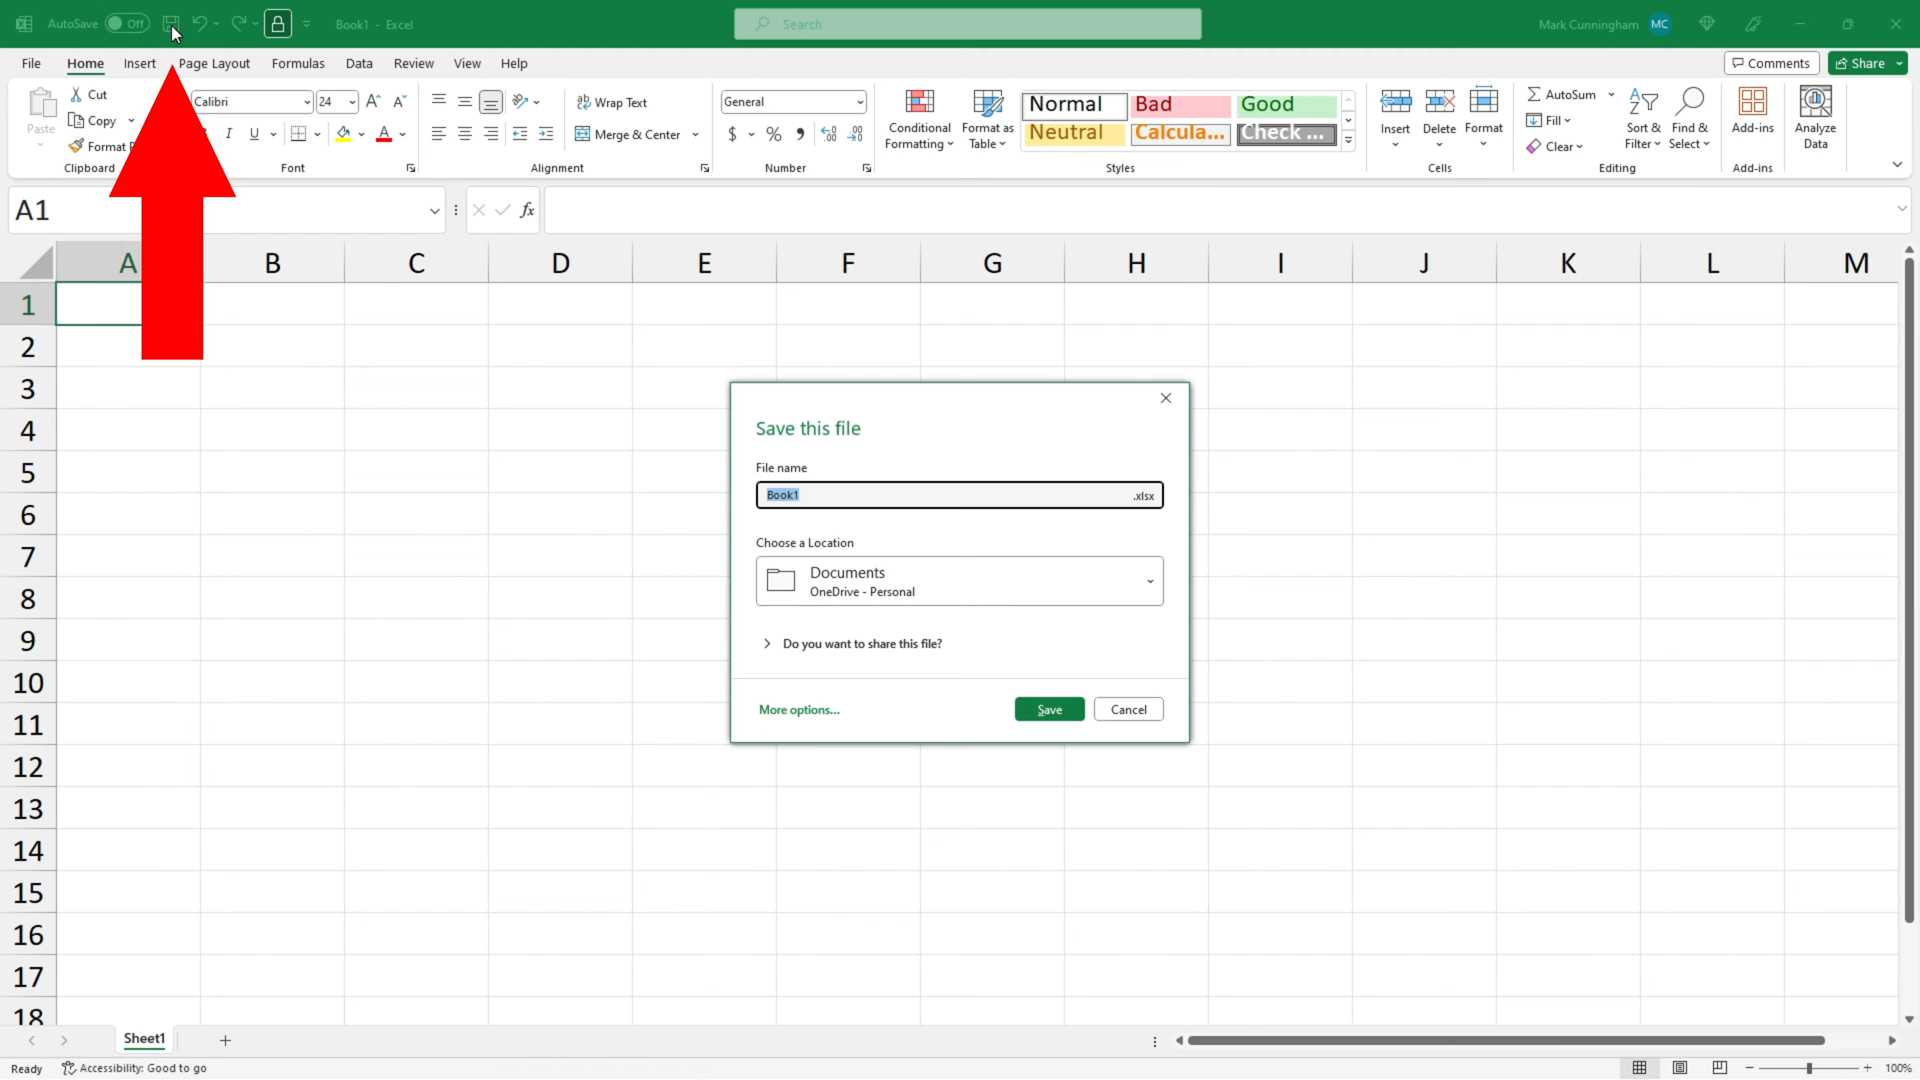 AutoSave Off Book1 - Excel Search Mark Cunningham MC
File Home Insert Page Layout Formulas Data Review View Help Comments Share
Paste Cut Copy Format
Clipboard
Calibri 24 I U
Font
Wrap Text
Merge & Center
Alignment
General
$ % 9
Number
Conditional Formatting
Format as Table
Normal Bad Good
Neutral Calcula... Check ...
Styles
Insert Delete Format
Cells
AutoSum
Fill
Clear
Sort & Filter
Find & Select
Editing
Add-ins
Add-ins
Analyze Data
A1 fx
A B C D E F G H I J K L M
1
2
3
4
5
6
7
8
9
10
11
12
13
14
15
16
17
18
Save this file
File name
Book1 .xlsx
Choose a Location
Documents
OneDrive - Personal
Do you want to share this file?
More options... Save Cancel
Sheet1
Ready Accessibility: Good to go 100%